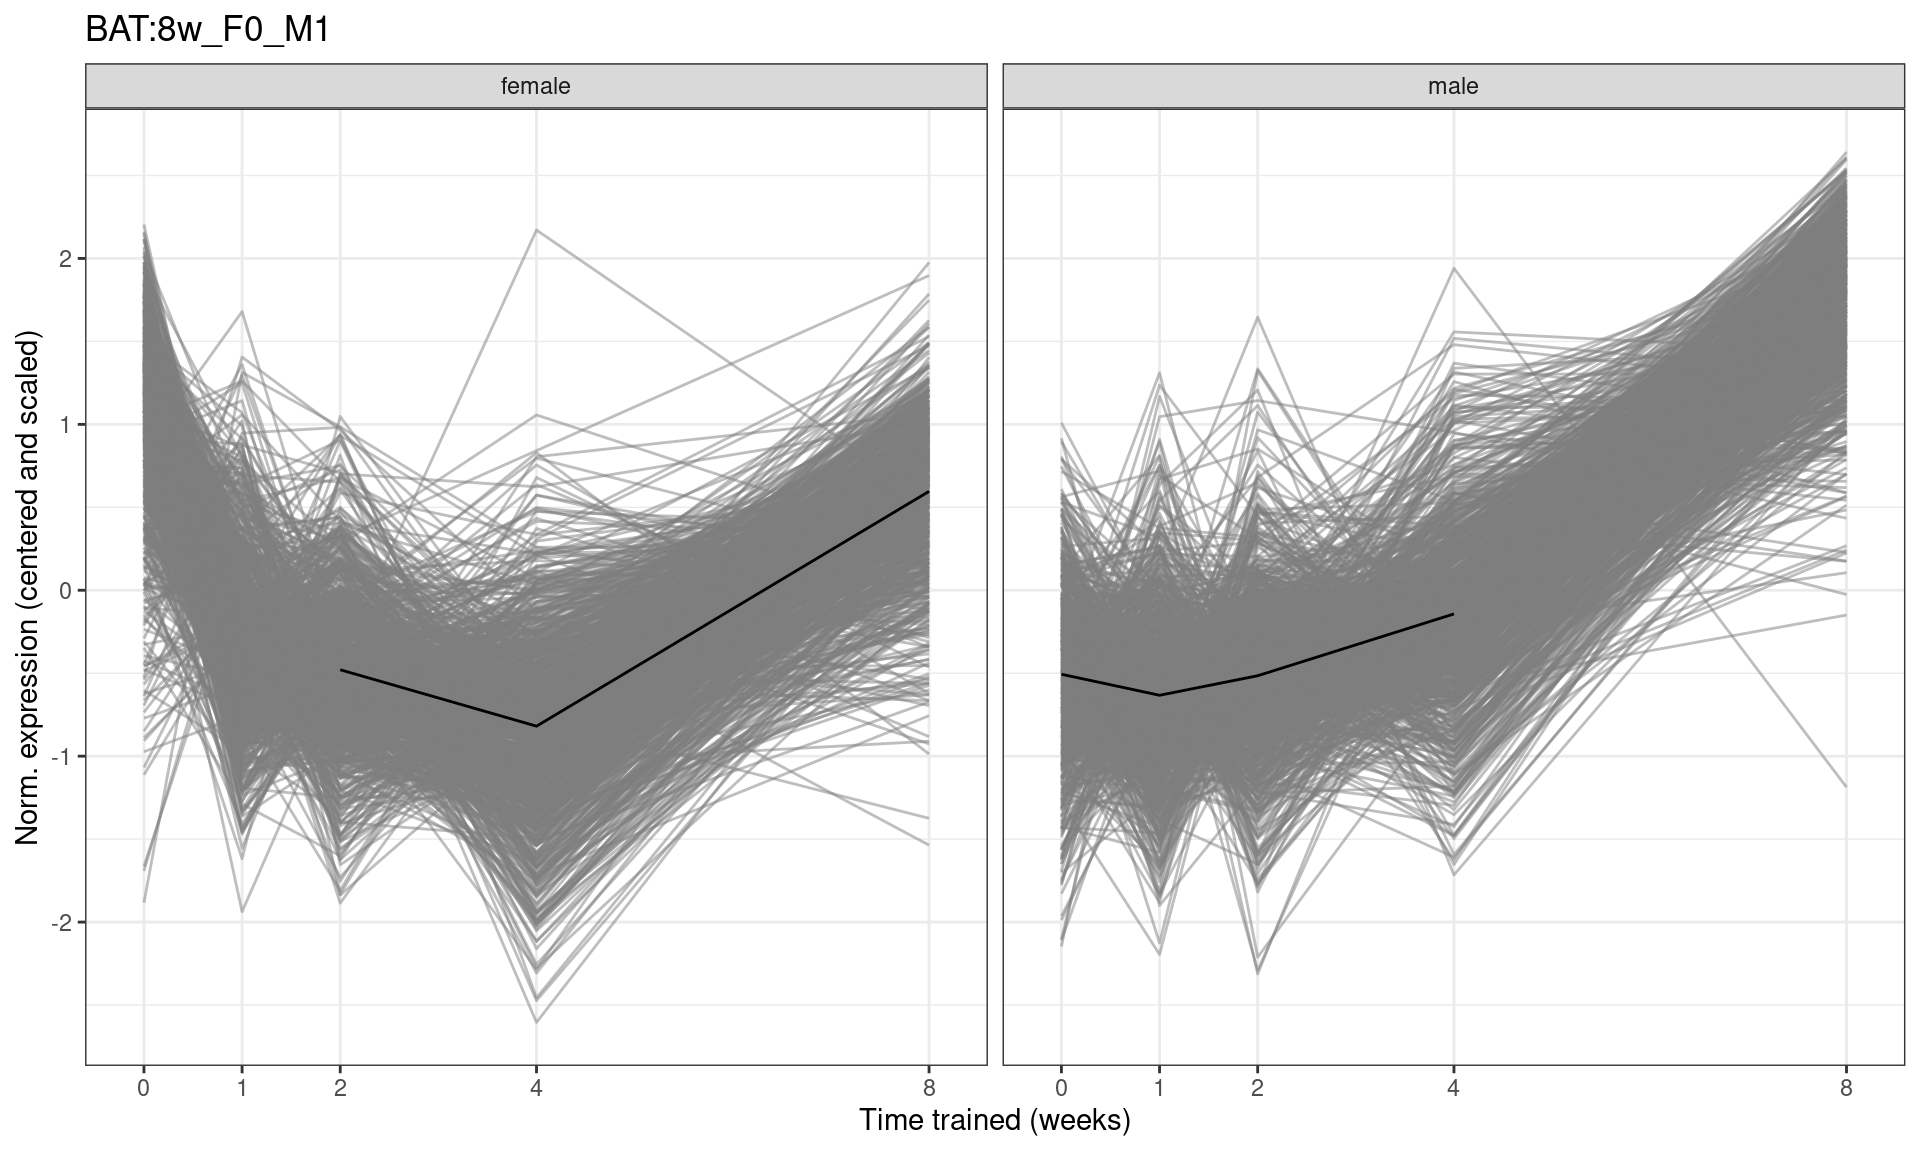 BAT:8w_F0_M1
female
male
Norm. expression (centered and scaled)
2
1
0
-1
-2
0 1 2 4 8
0 1 2 4 8
Time trained (weeks)